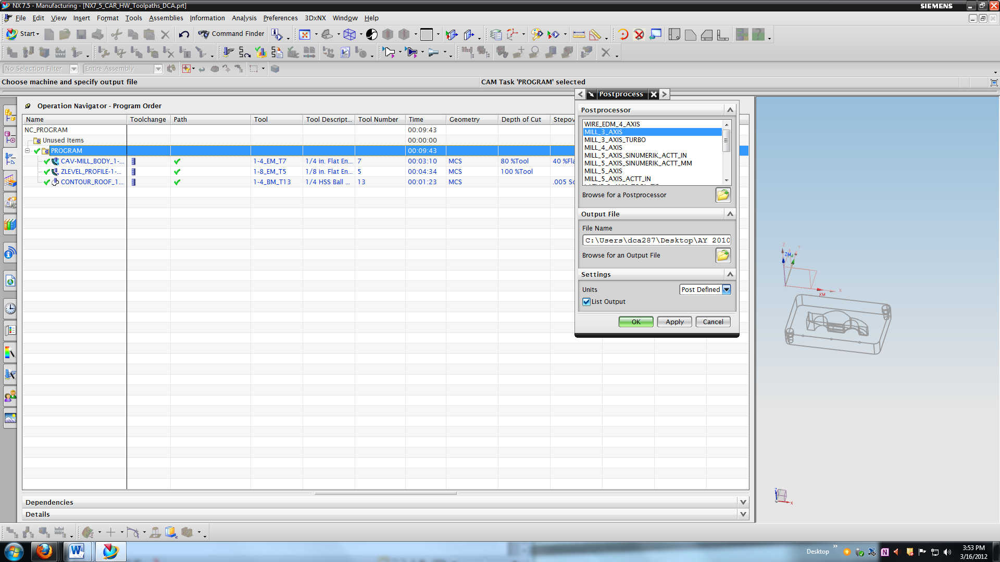 NX 7.5 - Manufacturing - [NX7_5_CAR_HW_Toolpaths_DCA.prt]
SIEMENS
File Edit View Insert Format Tools Assemblies Information Analysis Preferences 3DxNX Window Help
Start
Command Finder
No Selection Filter
Entire Assembly
Choose machine and specify output file
CAM Task 'PROGRAM' selected
Operation Navigator - Program Order
Name Toolchange Path Tool Tool Descript... Tool Number Time Geometry Depth of Cut Stepov
NC_PROGRAM 00:09:43
Unused Items 00:00:00
PROGRAM 00:09:43
CAV-MILL_BODY_1-... 1-4_EM_T7 1/4 in. Flat En... 7 00:03:10 MCS 80 %Tool 40 %Fla
ZLEVEL_PROFILE-1-... 1-8_EM_T5 1/8 in. Flat En... 5 00:04:34 MCS 100 %Tool
CONTOUR_ROOF_1... 1-4_BM_T13 1/4 HSS Ball ... 13 00:01:23 MCS .005 Sc
Postprocess
Postprocessor
WIRE_EDM_4_AXIS
MILL_3_AXIS
MILL_3_AXIS_TURBO
MILL_4_AXIS
MILL_5_AXIS_SINUMERIK_ACTT_IN
MILL_5_AXIS_SINUMERIK_ACTT_MM
MILL_5_AXIS
MILL_5_AXIS_ACTT_IN
Browse for a Postprocessor
Output File
File Name
C:\Users\dca287\Desktop\AY 2010
Browse for an Output File
Settings
Units
Post Defined
List Output
OK
Apply
Cancel
Z
Y
ZM
XM
X
Z
X
Dependencies
Details
Desktop
3:53 PM
3/16/2012